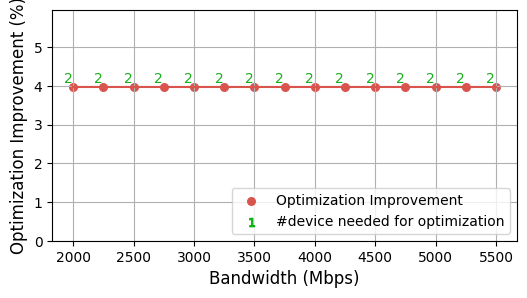 Optimization Improvement (%)
5
4
3
2
1
0
2 2 2 2 2 2 2 2 2 2 2 2 2 2 2
Optimization Improvement
1 #device needed for optimization
2000 2500 3000 3500 4000 4500 5000 5500
Bandwidth (Mbps)